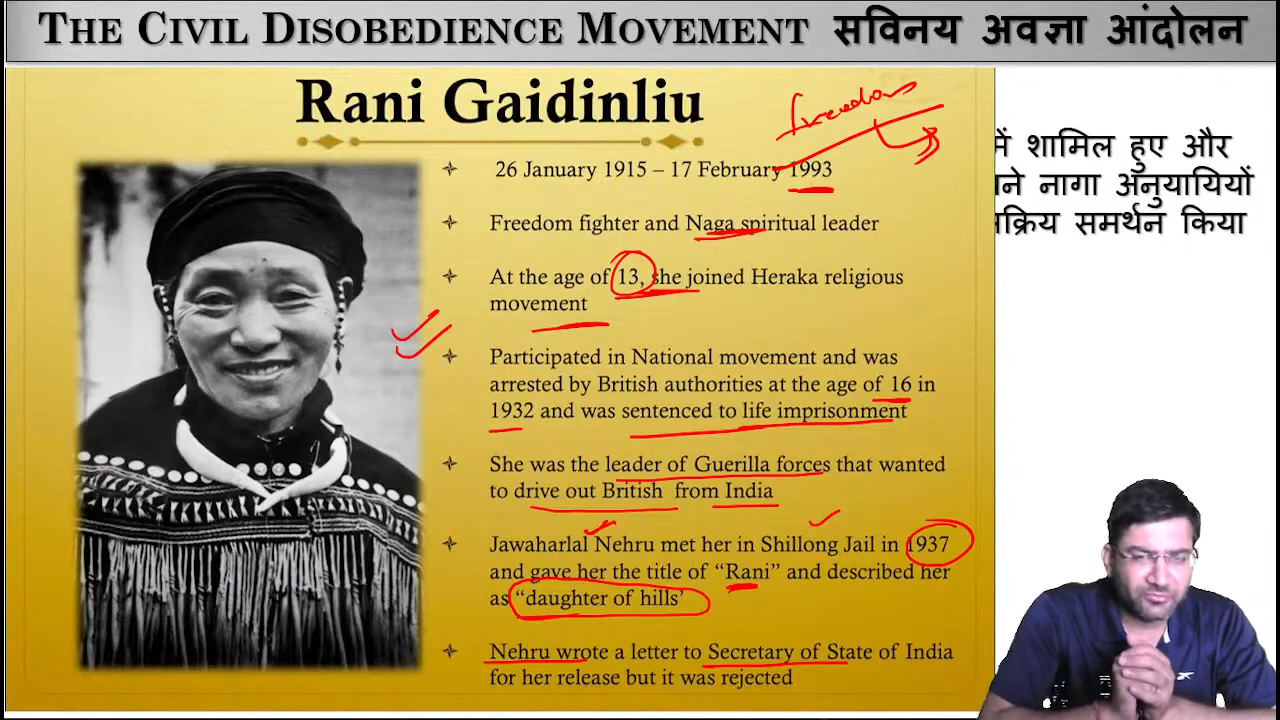 THE CIVIL DISOBEDIENCE MOVEMENT सविनय अवज्ञा आंदोलन
Rani Gaidinliu
freedom
26 January 1915 – 17 February 1993
Freedom fighter and Naga spiritual leader
At the age of 13, she joined Heraka religious
movement
Participated in National movement and was
arrested by British authorities at the age of 16 in
1932 and was sentenced to life imprisonment
She was the leader of Guerilla forces that wanted
to drive out British from India
Jawaharlal Nehru met her in Shillong Jail in 1937
and gave her the title of “Rani” and described her
as “daughter of hills’
Nehru wrote a letter to Secretary of State of India
for her release but it was rejected
में शामिल हुए और
नागा अनुयायियों
समर्थन किया